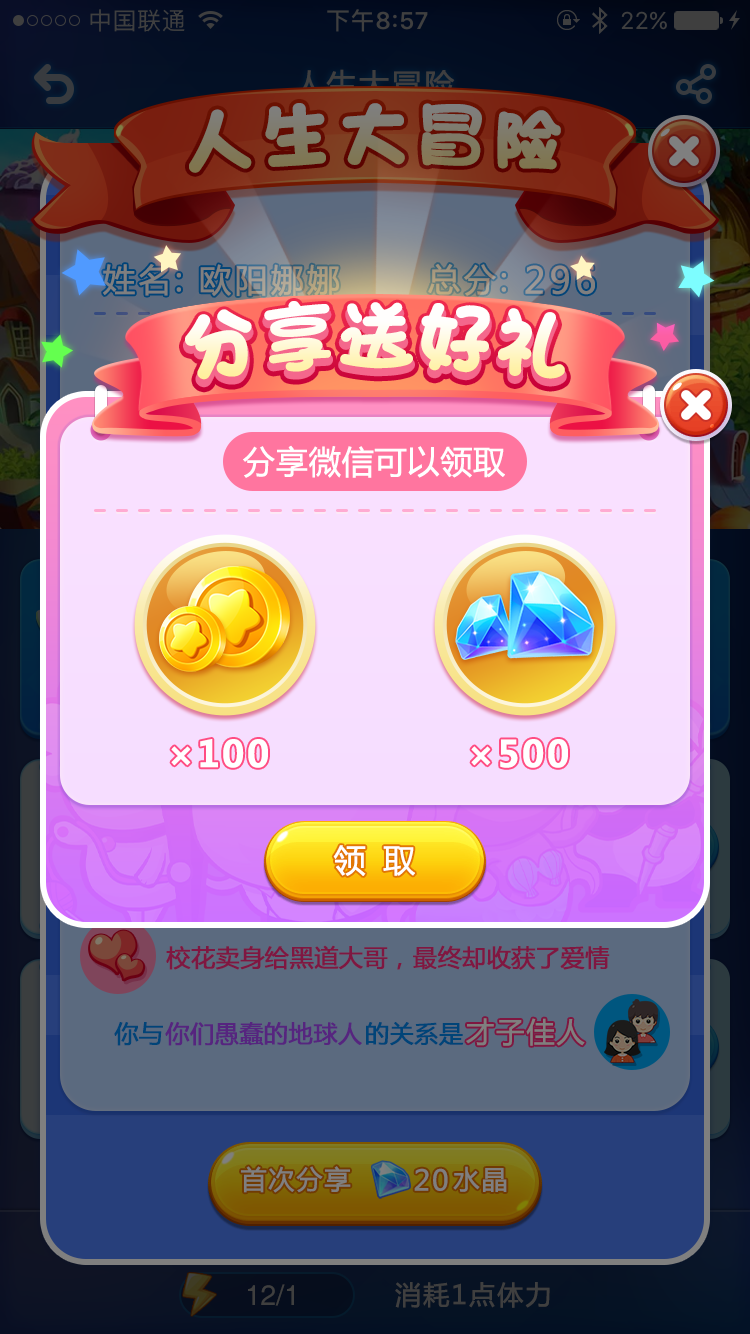 中国联通 下午8:57 22%
人生大冒险
人生大冒险
姓名: 欧阳娜娜 总分: 296
分享送好礼
分享微信可以领取
×100 ×500
领取
校花卖身给黑道大哥，最终却收获了爱情
你与你们愚蠢的地球人的关系是才子佳人
首次分享 20水晶
12/1 消耗1点体力